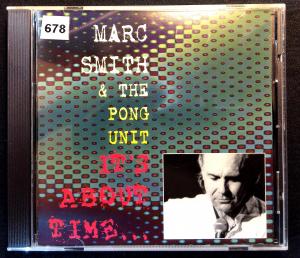 678
MARC
SMITH
& THE
PONG
UNIT
IT'S
ABOUT
TIME...